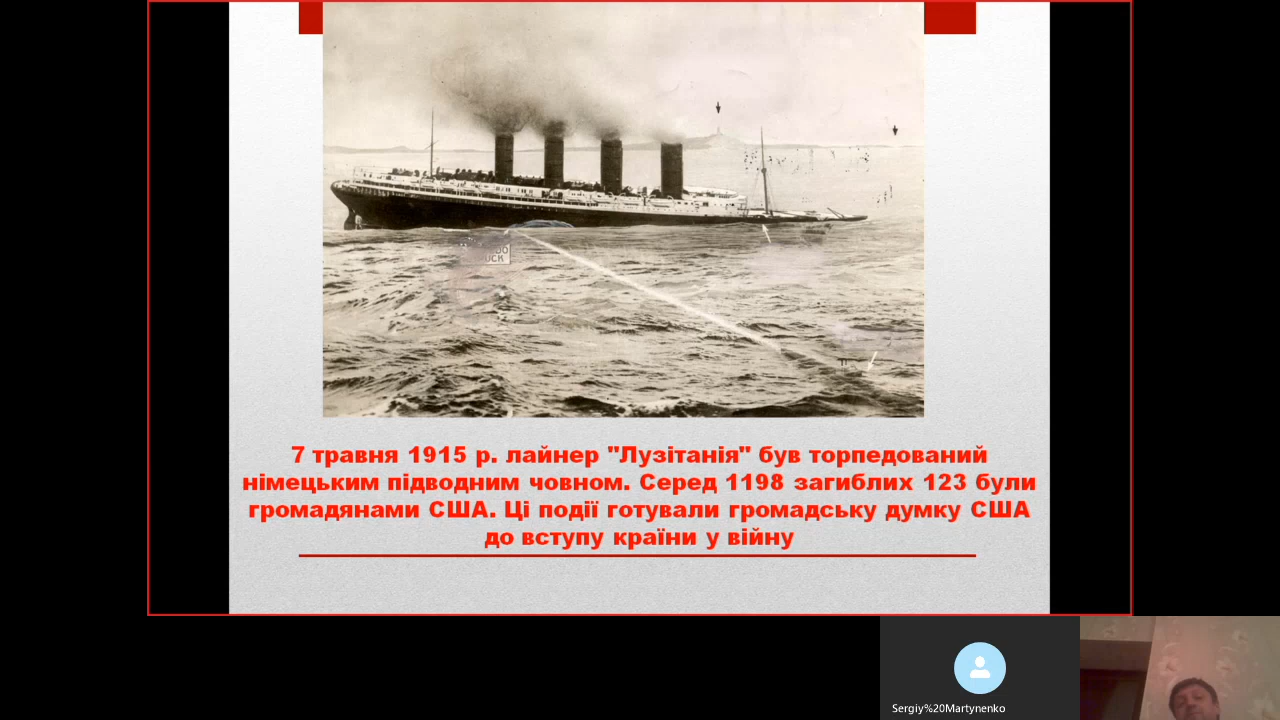 7 травня 1915 р. лайнер "Лузітанія" був торпедований
німецьким підводним човном. Серед 1198 загиблих 123 були
громадянами США. Ці події готували громадську думку США
до вступу країни у війну
Sergiy%20Martynenko